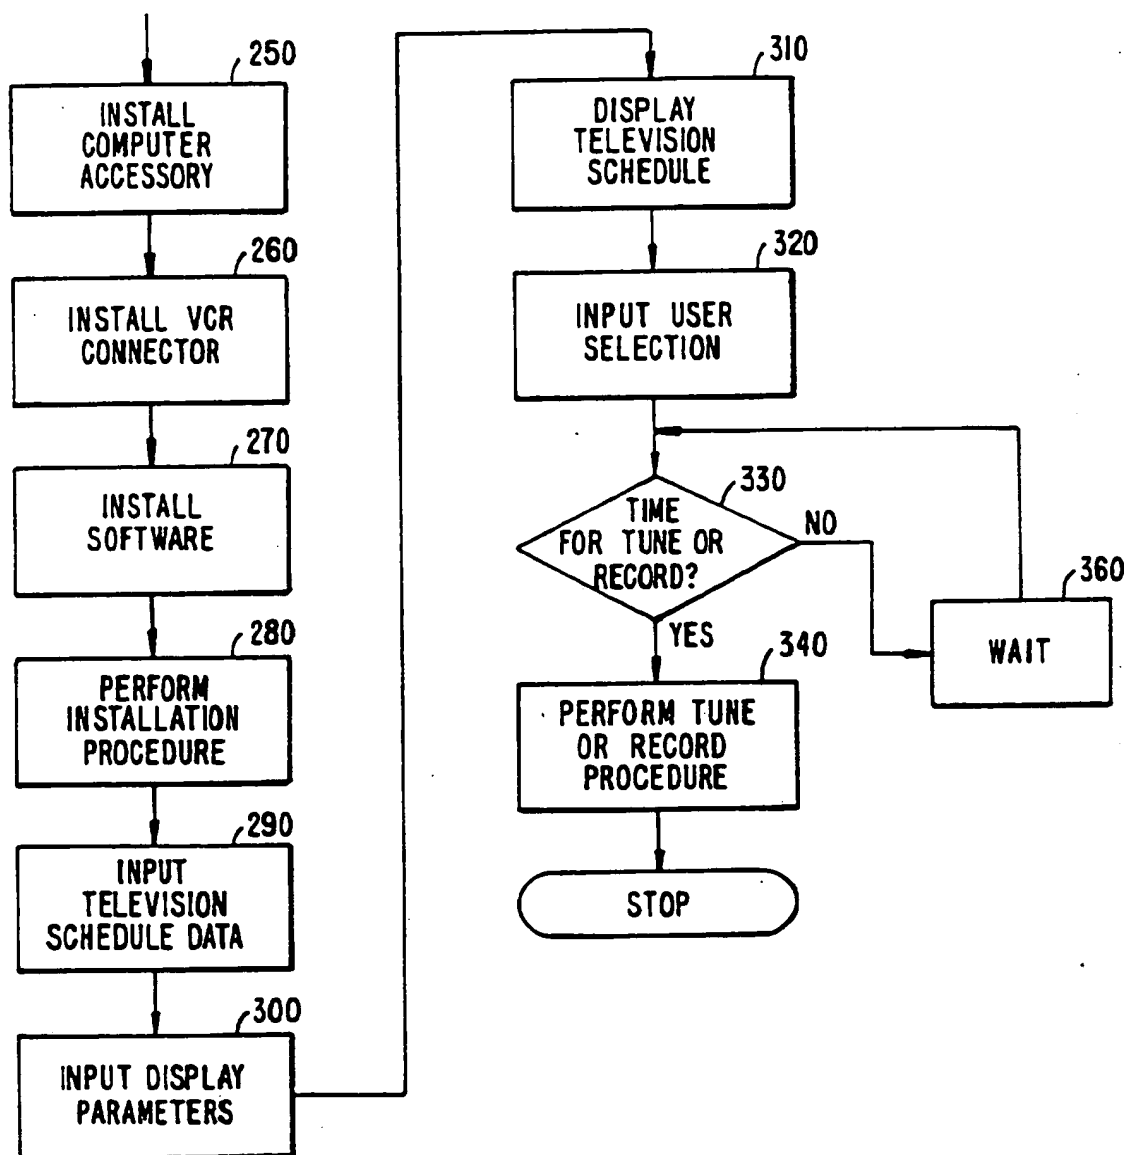 250
INSTALL
COMPUTER
ACCESSORY
260
INSTALL VCR
CONNECTOR
270
INSTALL
SOFTWARE
280
PERFORM
INSTALLATION
PROCEDURE
290
INPUT
TELEVISION
SCHEDULE DATA
300
INPUT DISPLAY
PARAMETERS
310
DISPLAY
TELEVISION
SCHEDULE
320
INPUT USER
SELECTION
330
TIME
FOR TUNE OR
RECORD?
NO
YES
360
WAIT
340
PERFORM TUNE
OR RECORD
PROCEDURE
STOP